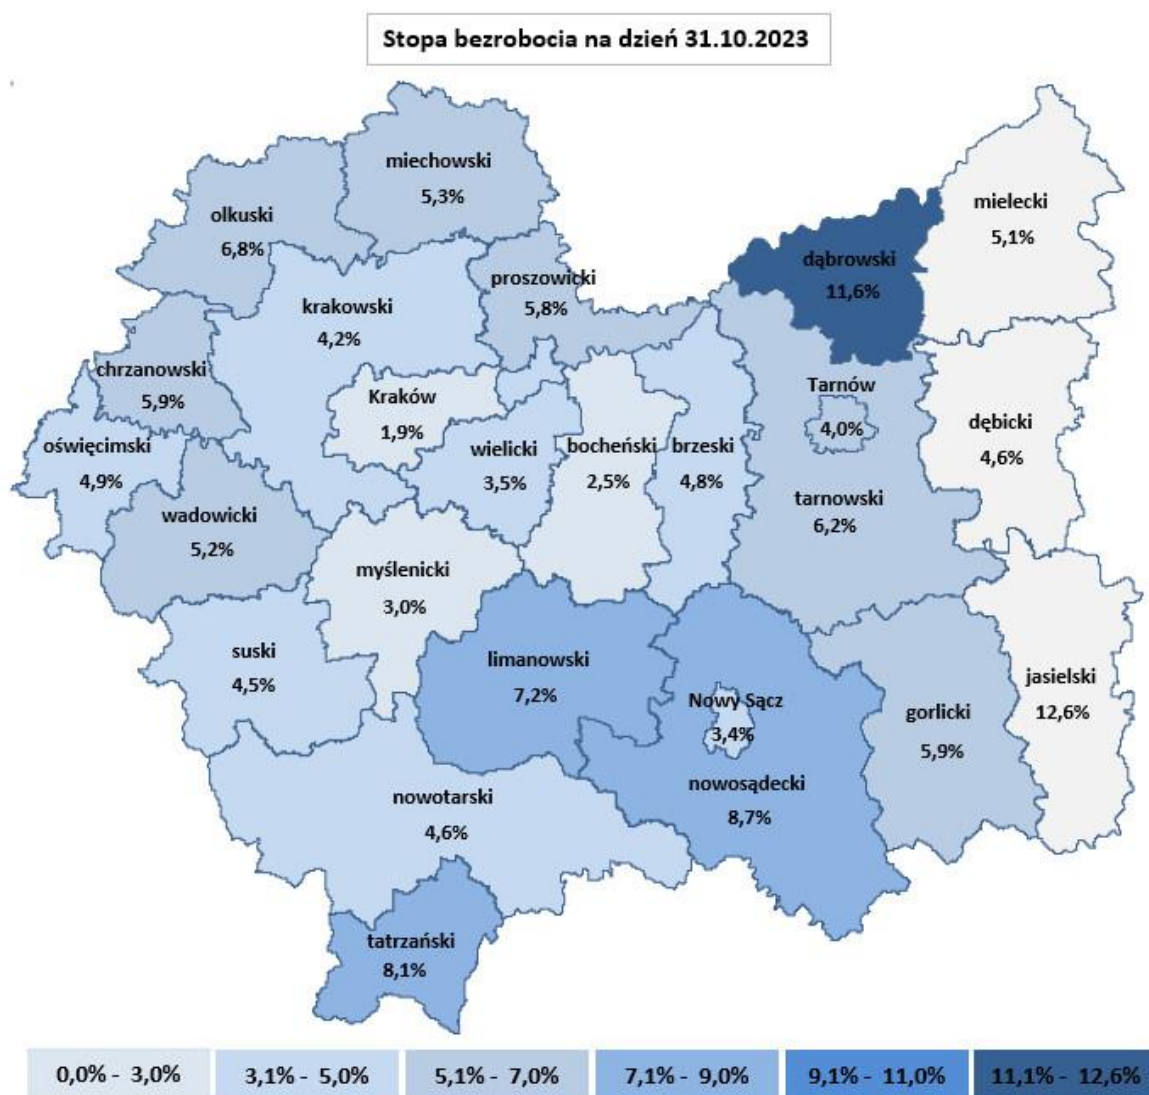 Stopa bezrobocia na dzień 31.10.2023
miechowski
5,3%
olkuski
6,8%
mielecki
5,1%
dąbrowski
11,6%
proszowicki
5,8%
krakowski
4,2%
chrzanowski
5,9%
Kraków
1,9%
Tarnów
4,0%
dębicki
4,6%
oświęcimski
4,9%
wielicki
3,5%
bocheński
2,5%
brzeski
4,8%
tarnowski
6,2%
wadowicki
5,2%
myślenicki
3,0%
suski
4,5%
limanowski
7,2%
Nowy Sącz
3,4%
gorlicki
5,9%
jasielski
12,6%
nowotarski
4,6%
nowosądecki
8,7%
tatrzański
8,1%
0,0% - 3,0%
3,1% - 5,0%
5,1% - 7,0%
7,1% - 9,0%
9,1% - 11,0%
11,1% - 12,6%